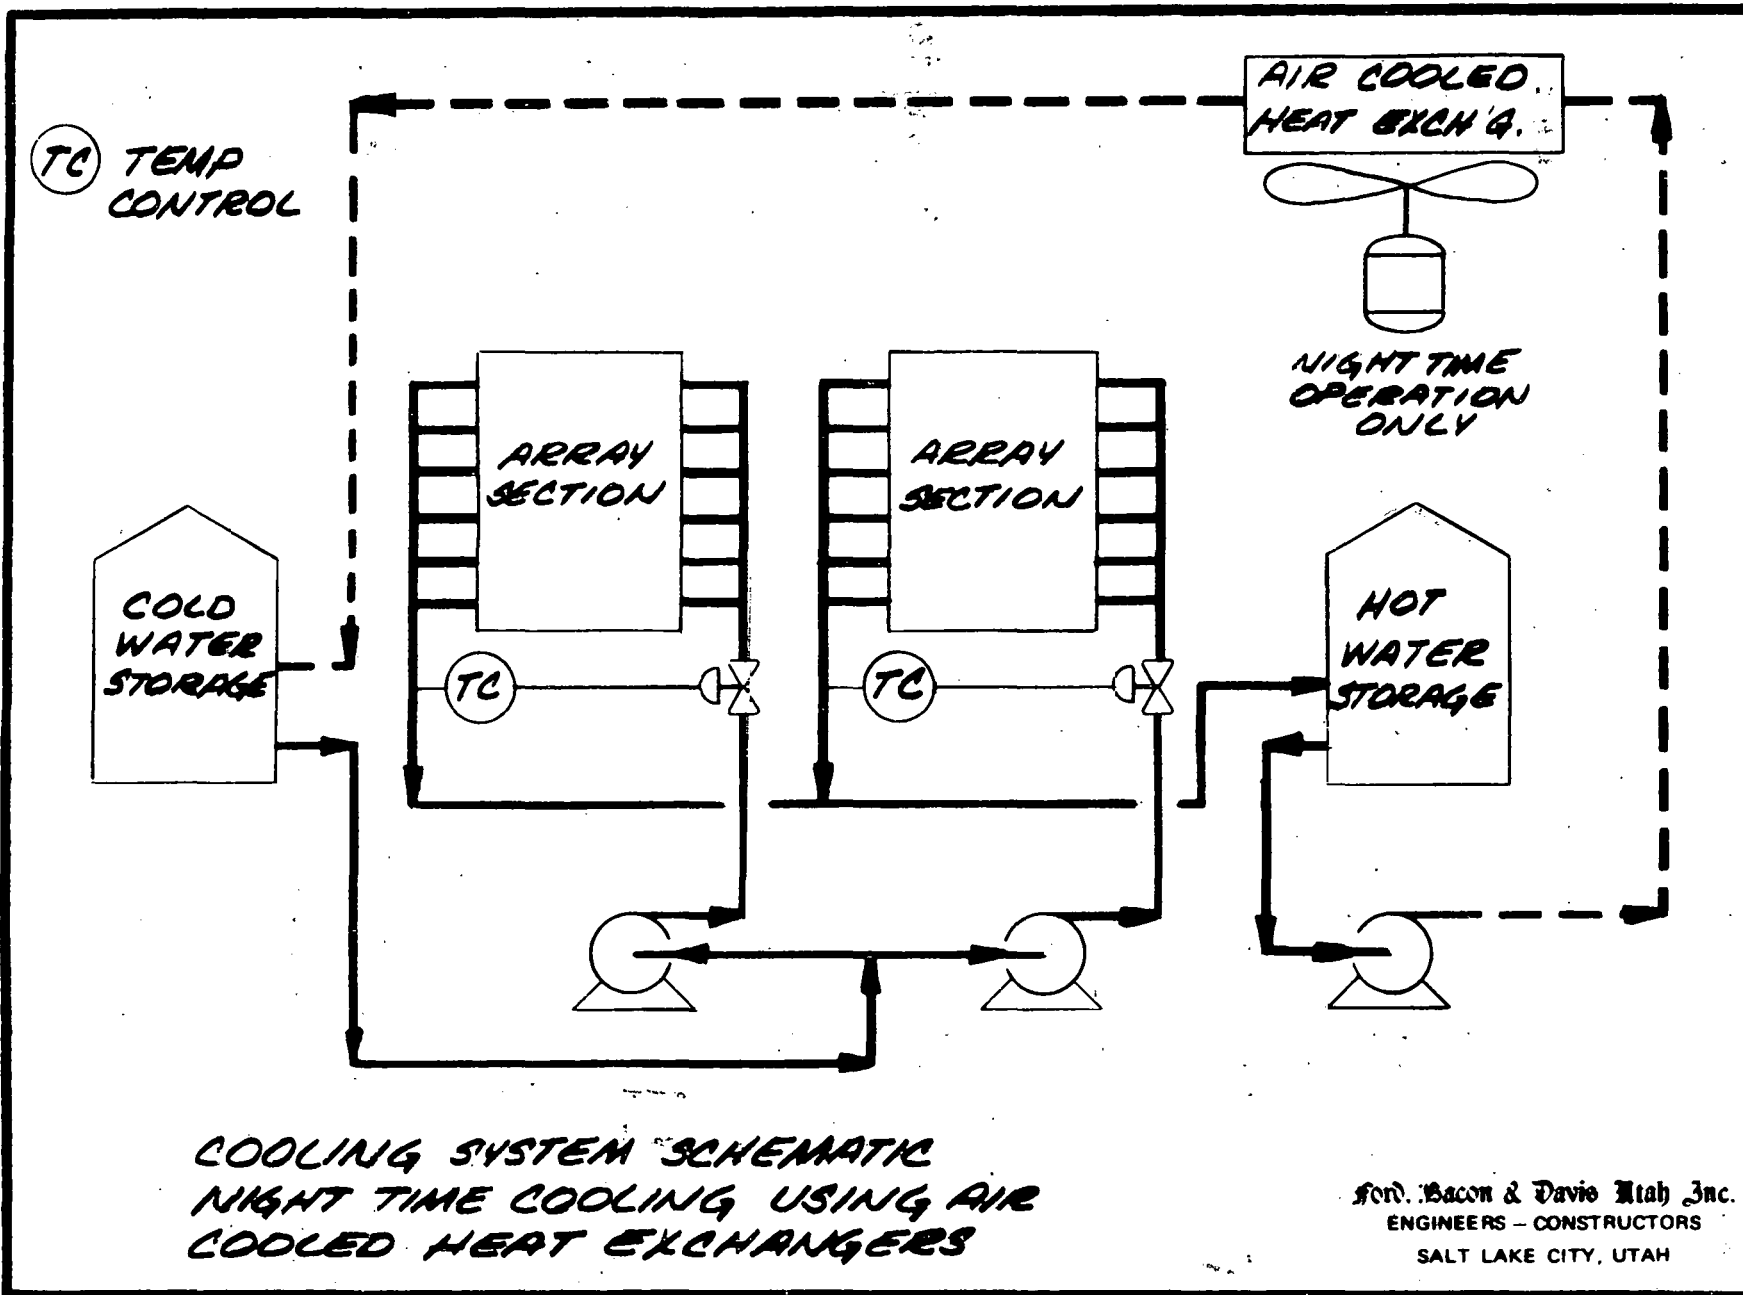 AIR COOLED
HEAT EXCH'G.
TC TEMP
CONTROL
NIGHT TIME
OPERATION
ONLY
ARRAY
SECTION
ARRAY
SECTION
COLD
WATER
STORAGE
HOT
WATER
STORAGE
TC
TC
COOLING SYSTEM SCHEMATIC
NIGHT TIME COOLING USING AIR
COOLED HEAT EXCHANGERS
Ford, Bacon & Davis Utah Inc.
ENGINEERS – CONSTRUCTORS
SALT LAKE CITY, UTAH